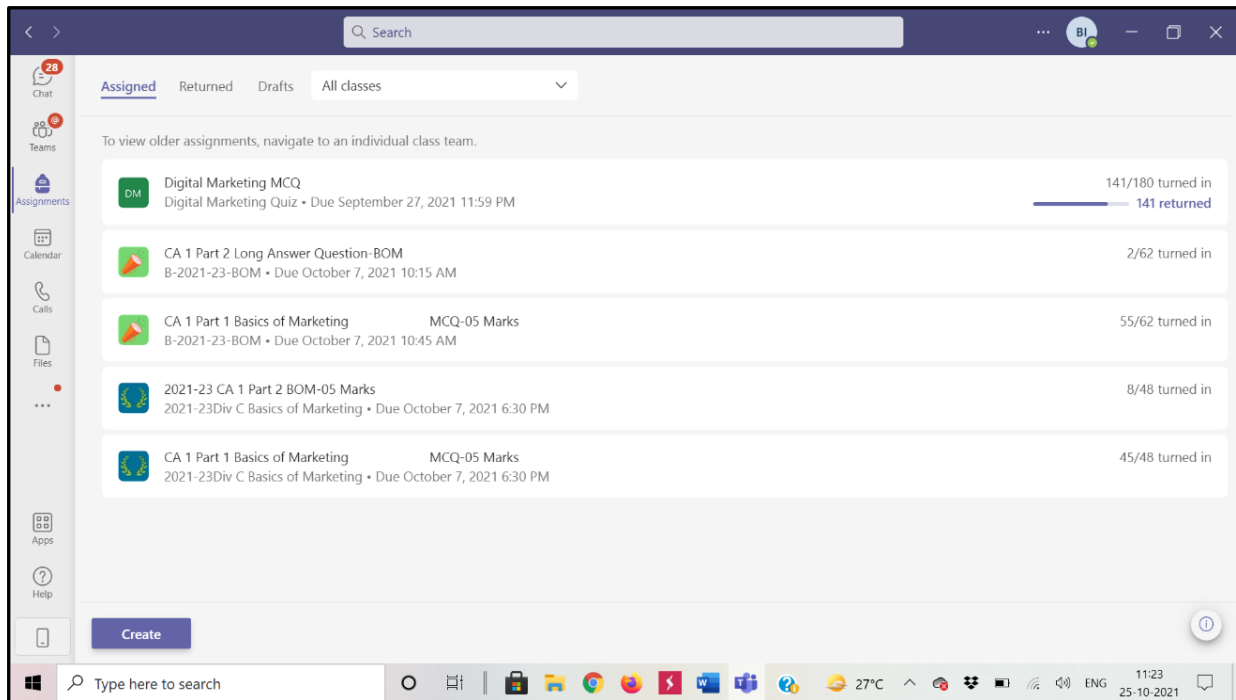 Search
BI
28
Chat
Teams
Assignments
Calendar
Calls
Files
Apps
Help
Assigned Returned Drafts All classes
To view older assignments, navigate to an individual class team.
DM
Digital Marketing MCQ
Digital Marketing Quiz • Due September 27, 2021 11:59 PM
141/180 turned in
141 returned
CA 1 Part 2 Long Answer Question-BOM
B-2021-23-BOM • Due October 7, 2021 10:15 AM
2/62 turned in
CA 1 Part 1 Basics of Marketing MCQ-05 Marks
B-2021-23-BOM • Due October 7, 2021 10:45 AM
55/62 turned in
2021-23 CA 1 Part 2 BOM-05 Marks
2021-23Div C Basics of Marketing • Due October 7, 2021 6:30 PM
8/48 turned in
CA 1 Part 1 Basics of Marketing MCQ-05 Marks
2021-23Div C Basics of Marketing • Due October 7, 2021 6:30 PM
45/48 turned in
Create
Type here to search
27°C
ENG
11:23
25-10-2021